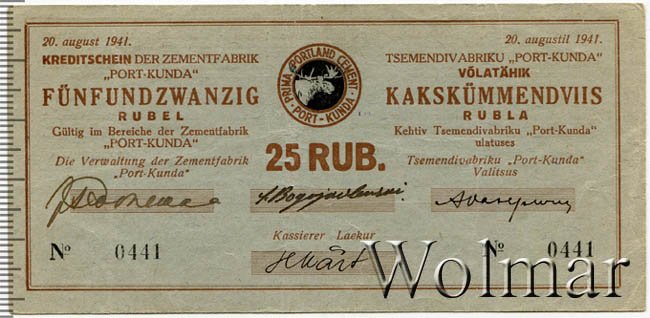 20. august 1941.
KREDITSCHEIN DER ZEMENTFABRIK
„PORT-KUNDA“
FÜNFUNDZWANZIG
RUBEL
Gültig im Bereiche der Zementfabrik
„PORT-KUNDA“
Die Verwaltung der Zementfabrik
„Port-Kunda“
PRIMA PORTLAND CEMENT
PORT-KUNDA
25 RUB.
20. augustil 1941.
TSEMENDIVABRIKU „PORT-KUNDA“
VÕLATÄHIK
KAKSKÜMMENDVIIS
RUBLA
Kehtiv Tsemendivabriku „Port-Kunda“
ulatuses
Tsemendivabriku „Port-Kunda“
Valitsus
№ 0441
Kassierer Laekur
№ 0441
Wolmar